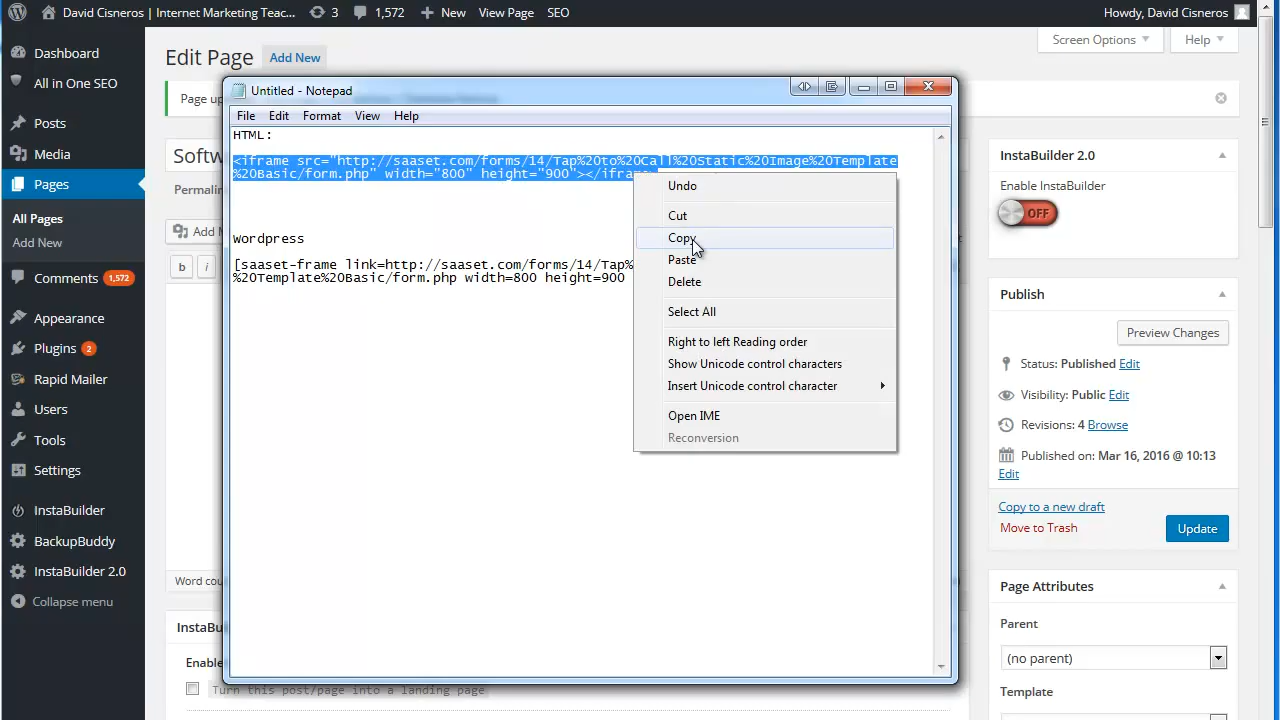 David Cisneros | Internet Marketing Teac... 3 1,572 New View Page SEO Howdy, David Cisneros
Dashboard
All in One SEO
Posts
Media
Pages
All Pages
Add New
Comments 1,572
Appearance
Plugins 2
Rapid Mailer
Users
Tools
Settings
InstaBuilder
BackupBuddy
InstaBuilder 2.0
Collapse menu
Edit Page Add New
Screen Options Help
Page up
Softw
Perman
Add M
b i
Word cou
InstaBu
Enable
Turn this post/page into a landing page
Untitled - Notepad
File Edit Format View Help
HTML:
<iframe src="http://saaset.com/forms/14/Tap%20to%20Call%20Static%20Image%20Template
%20Basic/form.php" width="800" height="900"></iframe>
wordpress
[saaset-frame link=http://saaset.com/forms/14/Tap%
%20Template%20Basic/form.php width=800 height=900
Undo
Cut
Copy
Paste
Delete
Select All
Right to left Reading order
Show Unicode control characters
Insert Unicode control character
Open IME
Reconversion
InstaBuilder 2.0
Enable InstaBuilder
OFF
Publish
Preview Changes
Status: Published Edit
Visibility: Public Edit
Revisions: 4 Browse
Published on: Mar 16, 2016 @ 10:13
Edit
Copy to a new draft
Move to Trash
Update
Page Attributes
Parent
(no parent)
Template